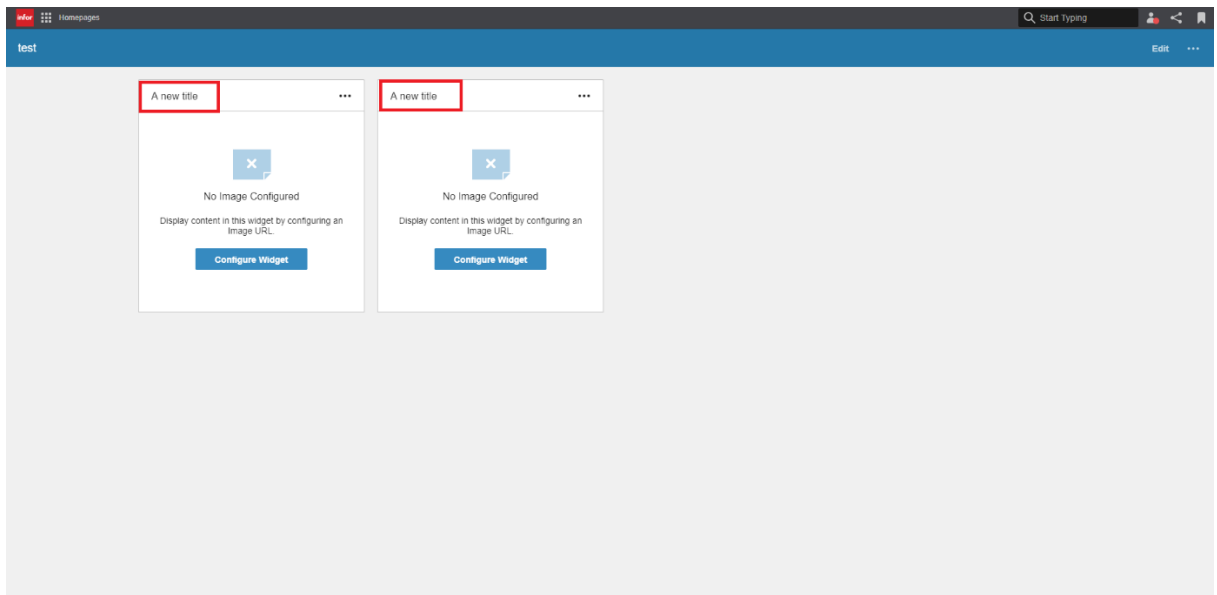 infor Homepages Start Typing
test Edit
A new title
No Image Configured
Display content in this widget by configuring an
Image URL.
Configure Widget
A new title
No Image Configured
Display content in this widget by configuring an
Image URL.
Configure Widget